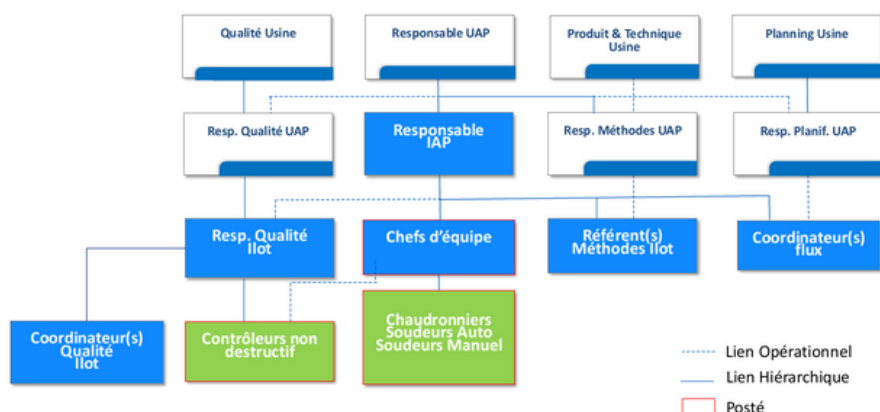 Qualité Usine
Responsable UAP
Produit & Technique
Usine
Planning Usine
Resp. Qualité UAP
Responsable
IAP
Resp. Méthodes UAP
Resp. Planif. UAP
Resp. Qualité
Ilot
Chefs d'équipe
Référent(s)
Méthodes Ilot
Coordinateur(s)
flux
Coordinateur(s)
Qualité
Ilot
Contrôleurs non
destructif
Chaudronniers
Soudeurs Auto
Soudeurs Manuel
Lien Opérationnel
Lien Hiérarchique
Posté